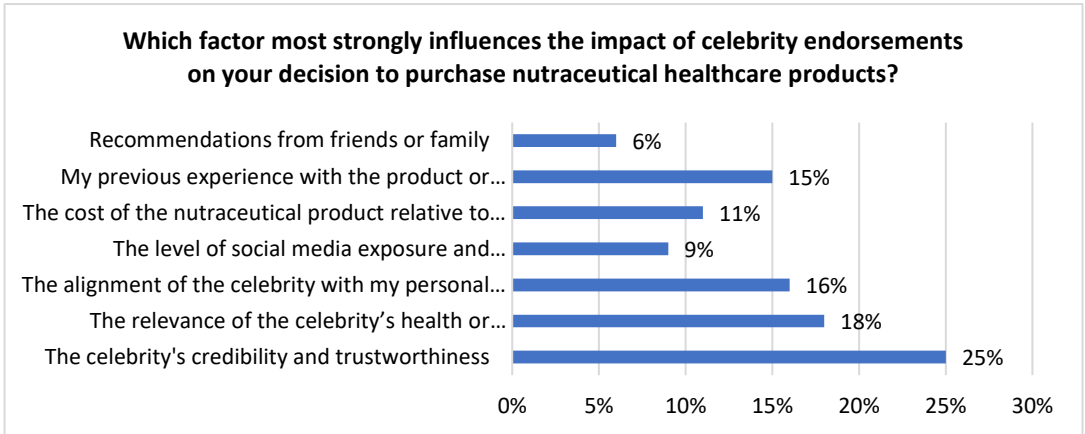 Which factor most strongly influences the impact of celebrity endorsements
on your decision to purchase nutraceutical healthcare products?
Recommendations from friends or family 6%
My previous experience with the product or… 15%
The cost of the nutraceutical product relative to… 11%
The level of social media exposure and… 9%
The alignment of the celebrity with my personal… 16%
The relevance of the celebrity’s health or… 18%
The celebrity's credibility and trustworthiness 25%
0% 5% 10% 15% 20% 25% 30%